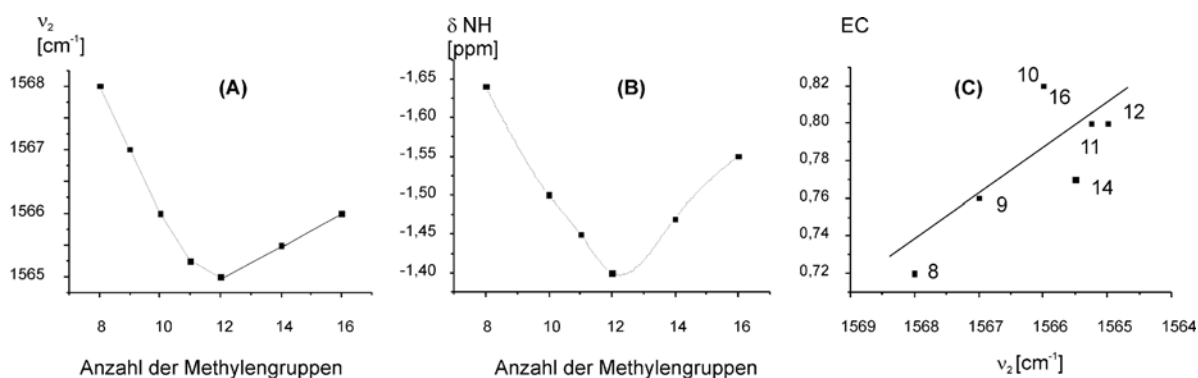 ν₂
[cm⁻¹]
(A)
1568
1567
1566
1565
8 10 12 14 16
Anzahl der Methylengruppen
δ NH
[ppm]
(B)
-1,65
-1,60
-1,55
-1,50
-1,45
-1,40
8 10 12 14 16
Anzahl der Methylengruppen
EC
(C)
0,82
0,80
0,78
0,76
0,74
0,72
10
16
12
11
14
9
8
1569 1568 1567 1566 1565 1564
ν₂ [cm⁻¹]